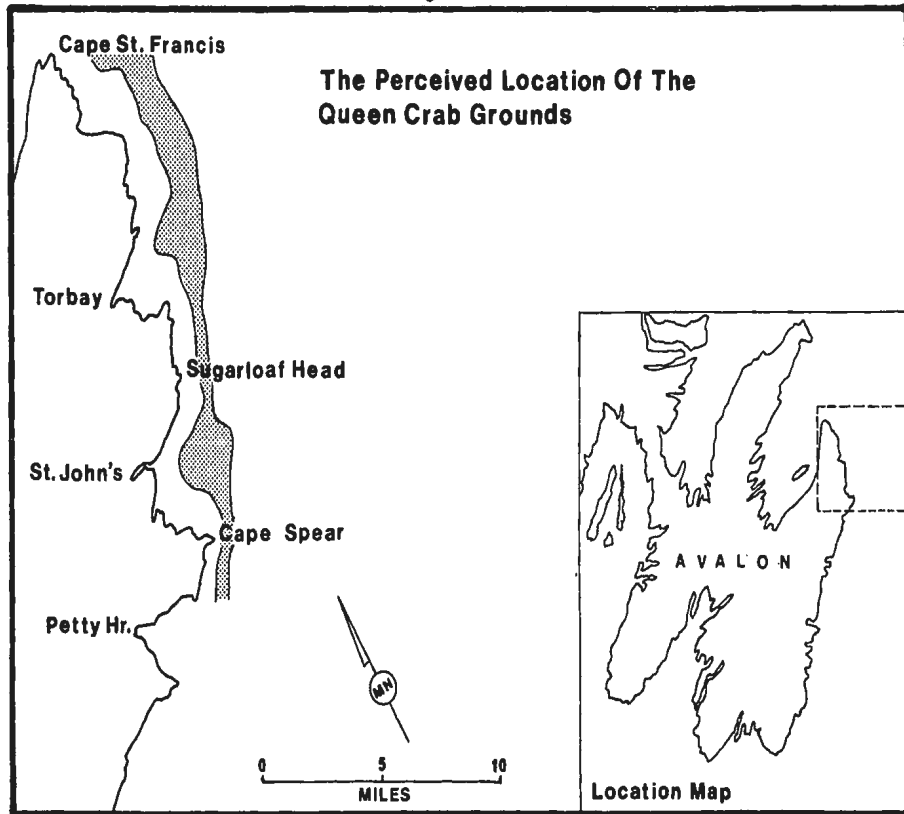 Cape St. Francis
The Perceived Location Of The
Queen Crab Grounds
Torbay
Sugarloaf Head
St. John's
Cape Spear
Petty Hr.
MN
0 5 10
MILES
AVALON
Location Map